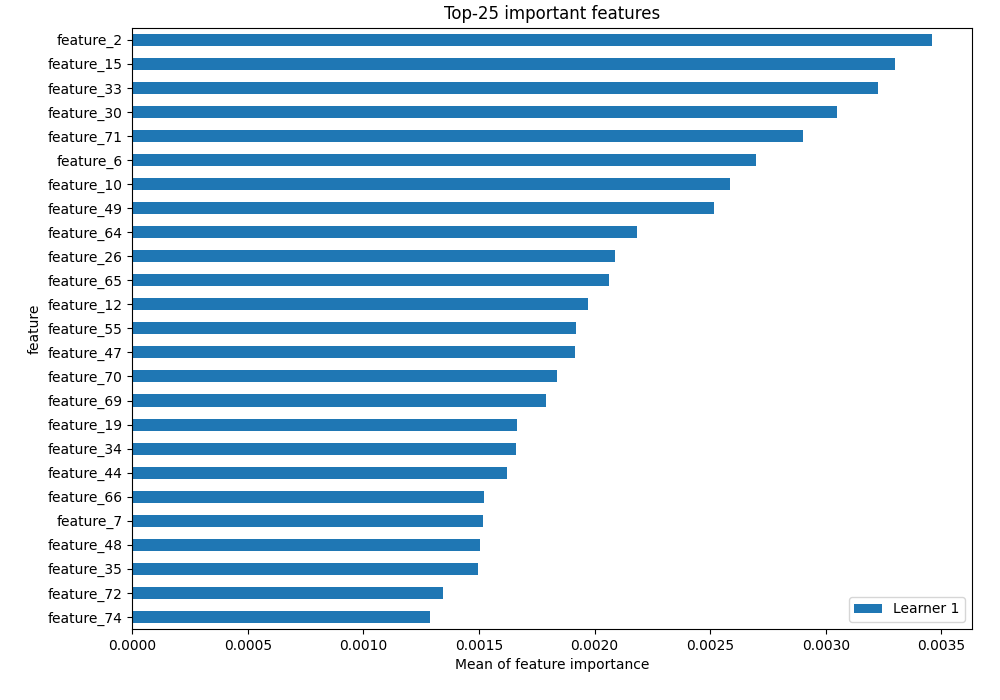 Top-25 important features
feature_2
feature_15
feature_33
feature_30
feature_71
feature_6
feature_10
feature_49
feature_64
feature_26
feature_65
feature_12
feature_55
feature_47
feature_70
feature_69
feature_19
feature_34
feature_44
feature_66
feature_7
feature_48
feature_35
feature_72
feature_74
feature
Learner 1
0.0000 0.0005 0.0010 0.0015 0.0020 0.0025 0.0030 0.0035
Mean of feature importance